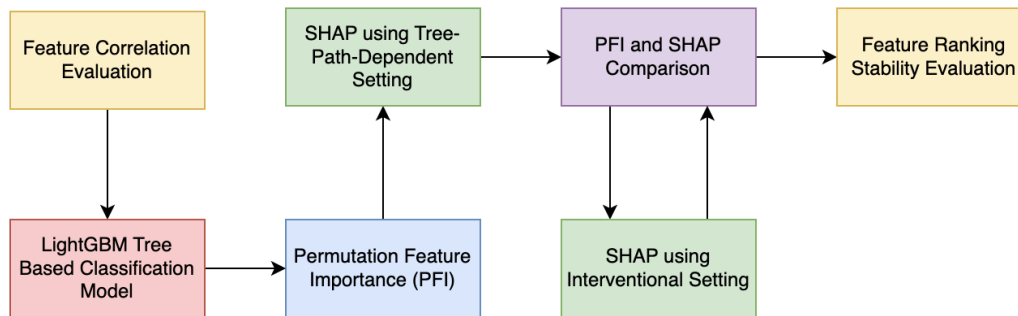 Feature Correlation
Evaluation
SHAP using Tree-
Path-Dependent
Setting
PFI and SHAP
Comparison
Feature Ranking
Stability Evaluation
LightGBM Tree
Based Classification
Model
Permutation Feature
Importance (PFI)
SHAP using
Interventional Setting